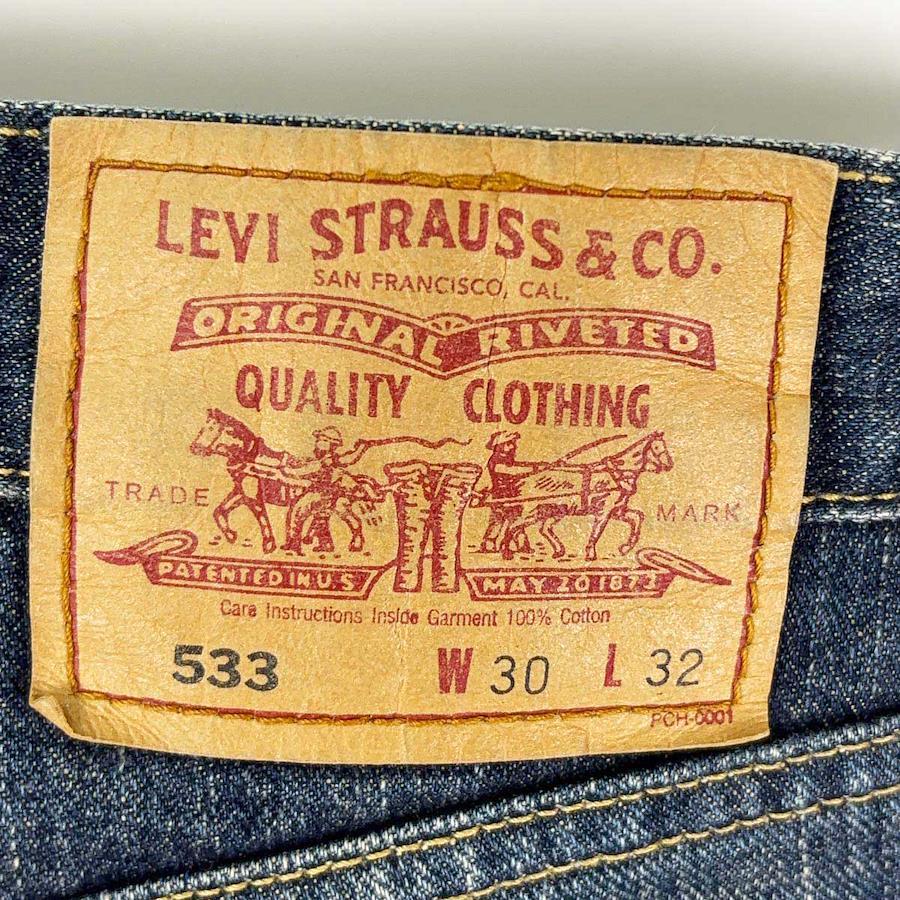 LEVI STRAUSS & CO.
SAN FRANCISCO, CAL.
ORIGINAL RIVETED
QUALITY CLOTHING
TRADE MARK
PATENTED IN U.S MAY 20 1873
Care Instructions Inside Garment 100% Cotton
533 W 30 L 32
PCH-0001